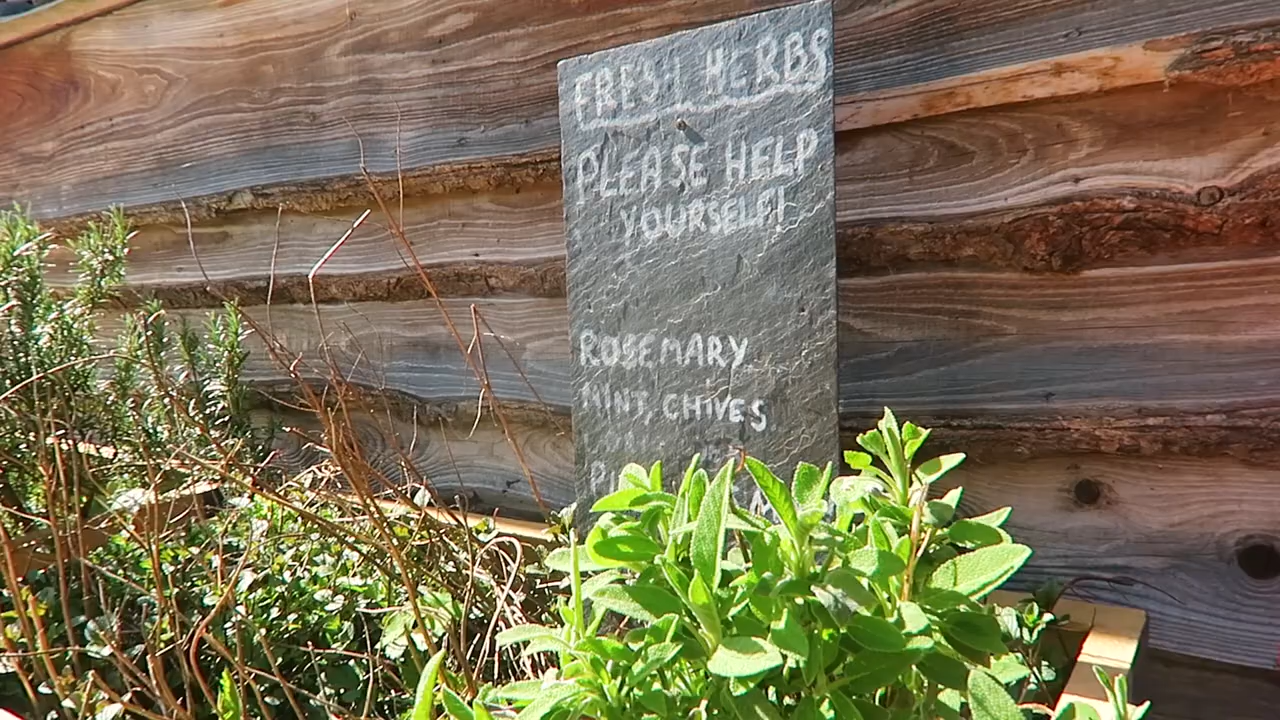 FRESH HERBS
PLEASE HELP
YOURSELF!
ROSEMARY
MINT, CHIVES